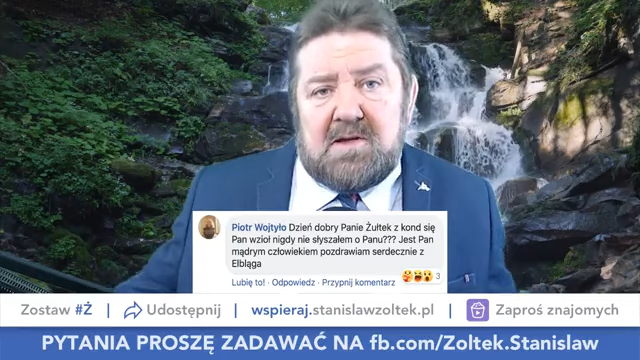 Piotr Wojtyło Dzień dobry Panie Żułtek z kond się
Pan wzioł nigdy nie słyszałem o Panu??? Jest Pan
mądrym człowiekiem pozdrawiam serdecznie z
Elbląga
3
Lubię to! · Odpowiedz · Przypnij komentarz
Zostaw #Ż | Udostępnij | wspieraj.stanislawzoltek.pl | Zaproś znajomych
PYTANIA PROSZĘ ZADAWAĆ NA fb.com/Zoltek.Stanislaw